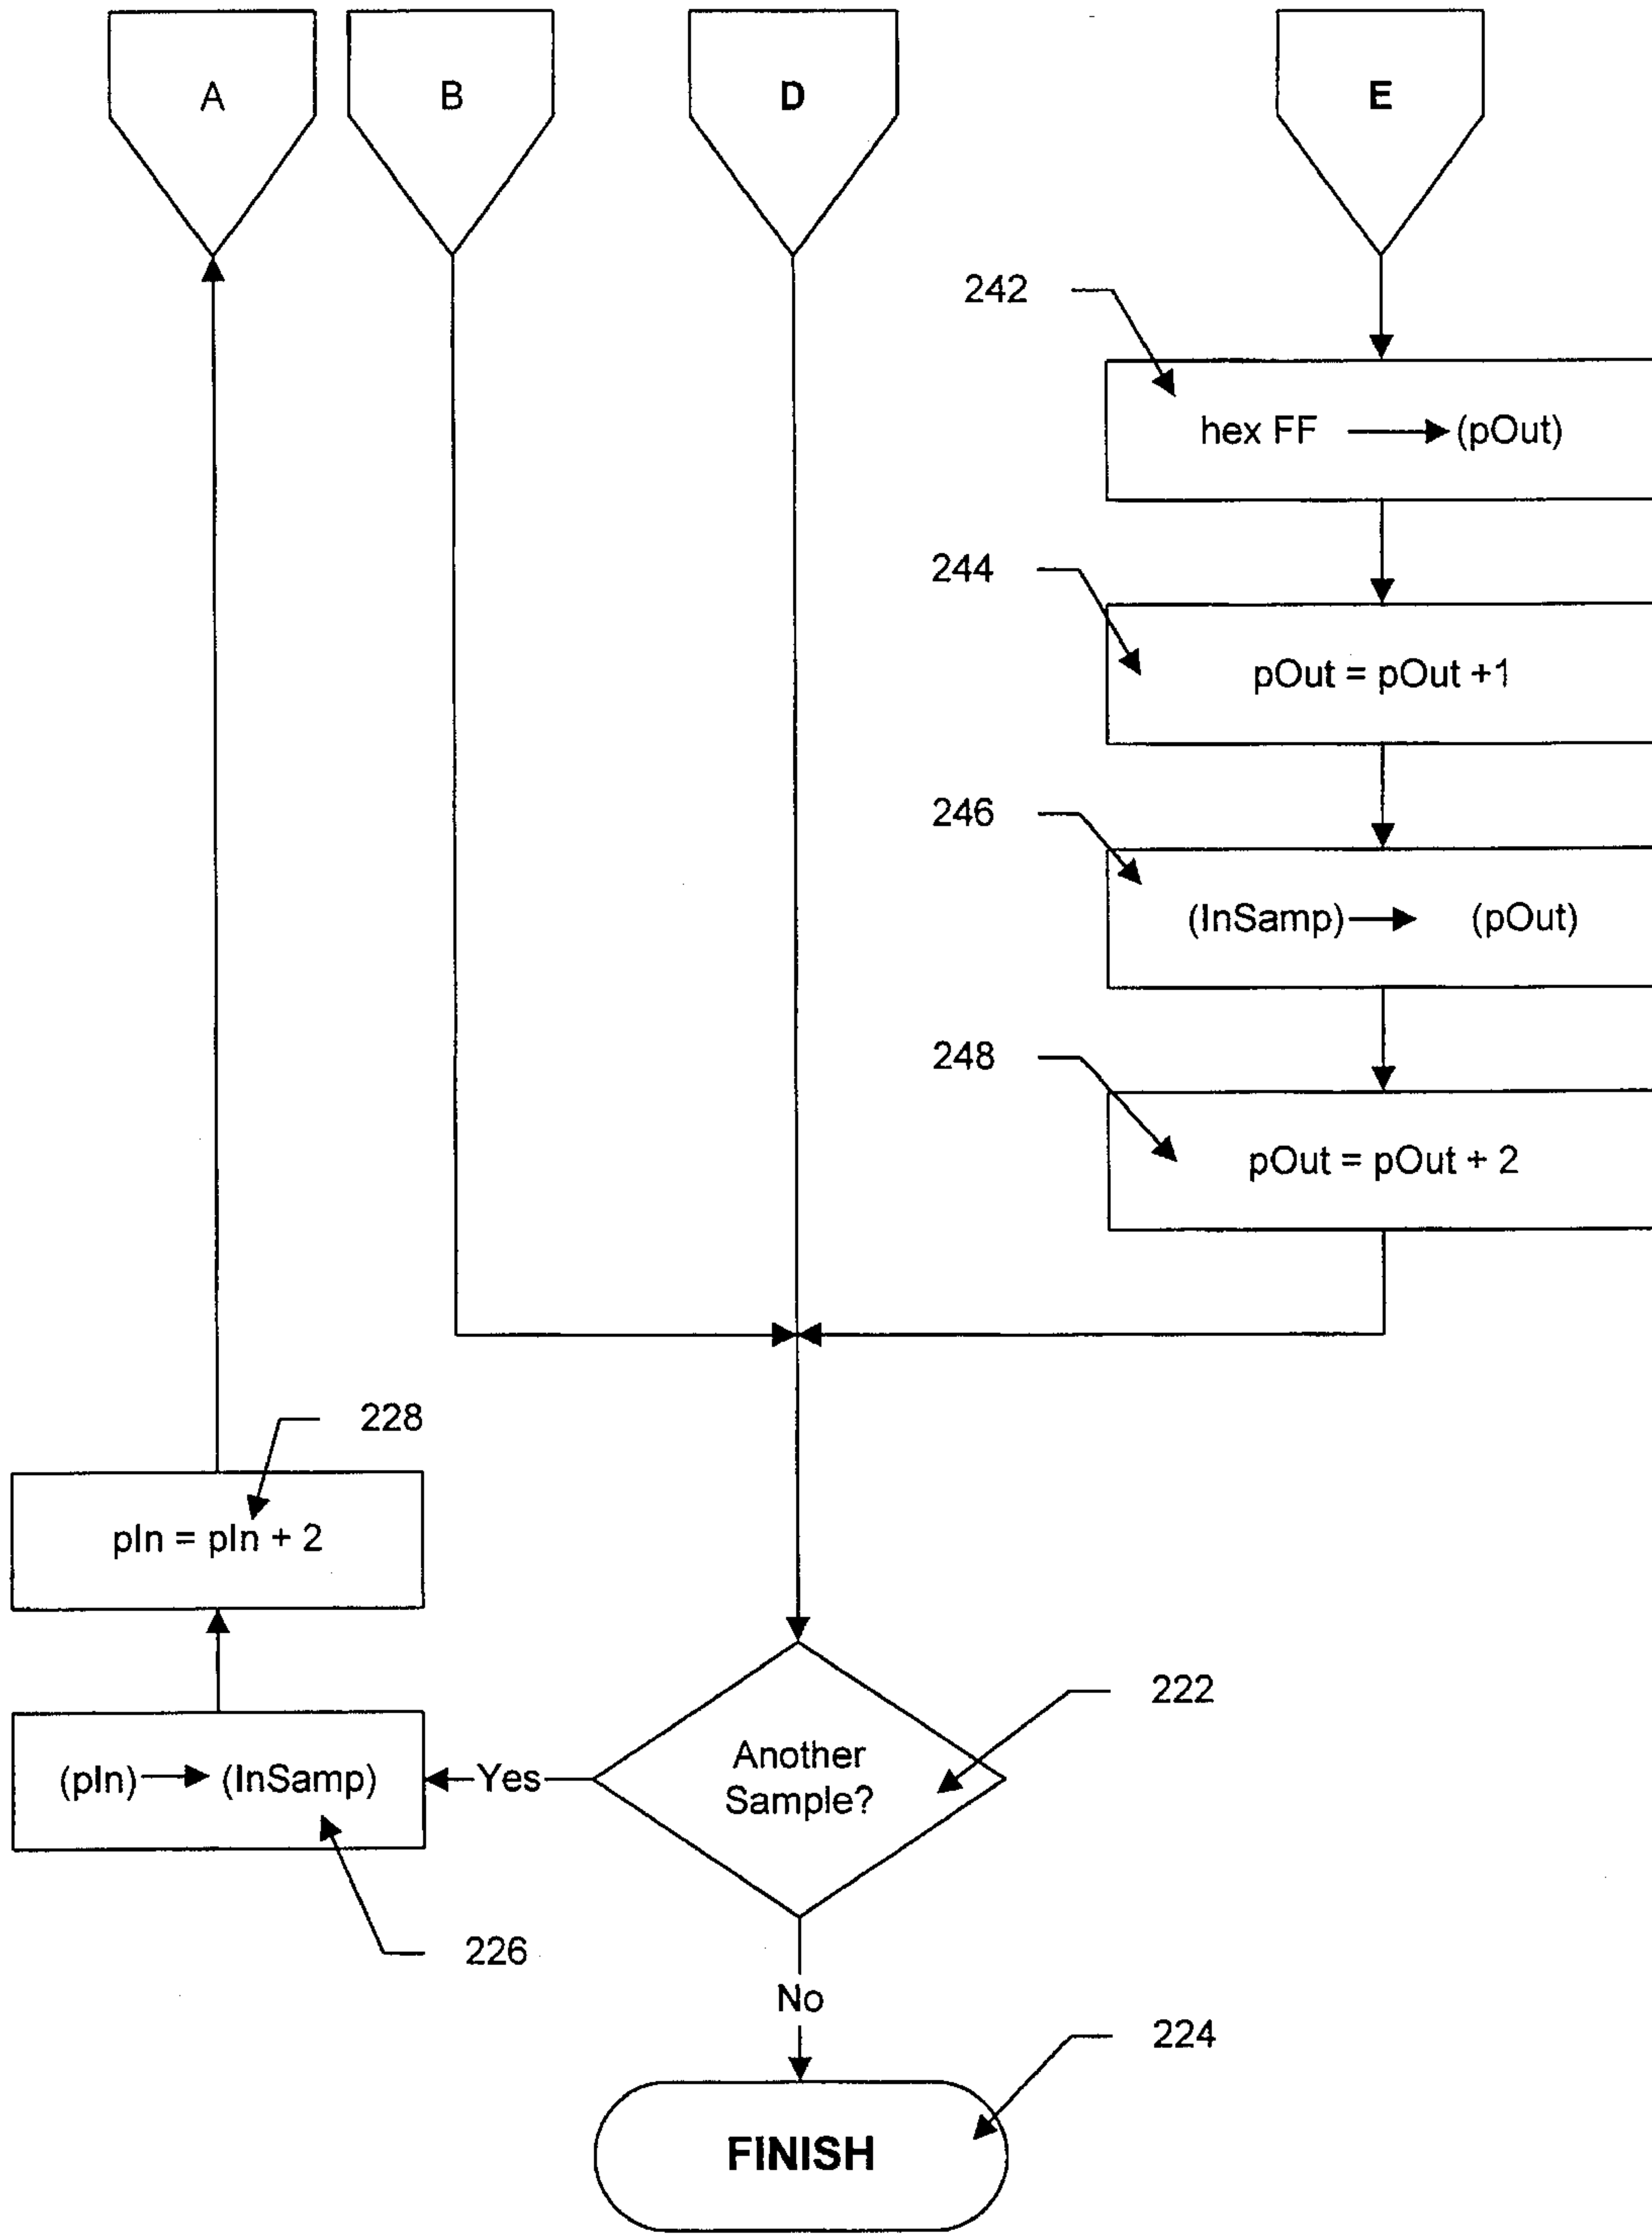 A
B
D
E
242
hex FF → (pOut)
244
pOut = pOut +1
246
(InSamp) → (pOut)
248
pOut = pOut + 2
228
pIn = pIn + 2
222
Another
Sample?
Yes
(pIn) → (InSamp)
226
No
224
FINISH